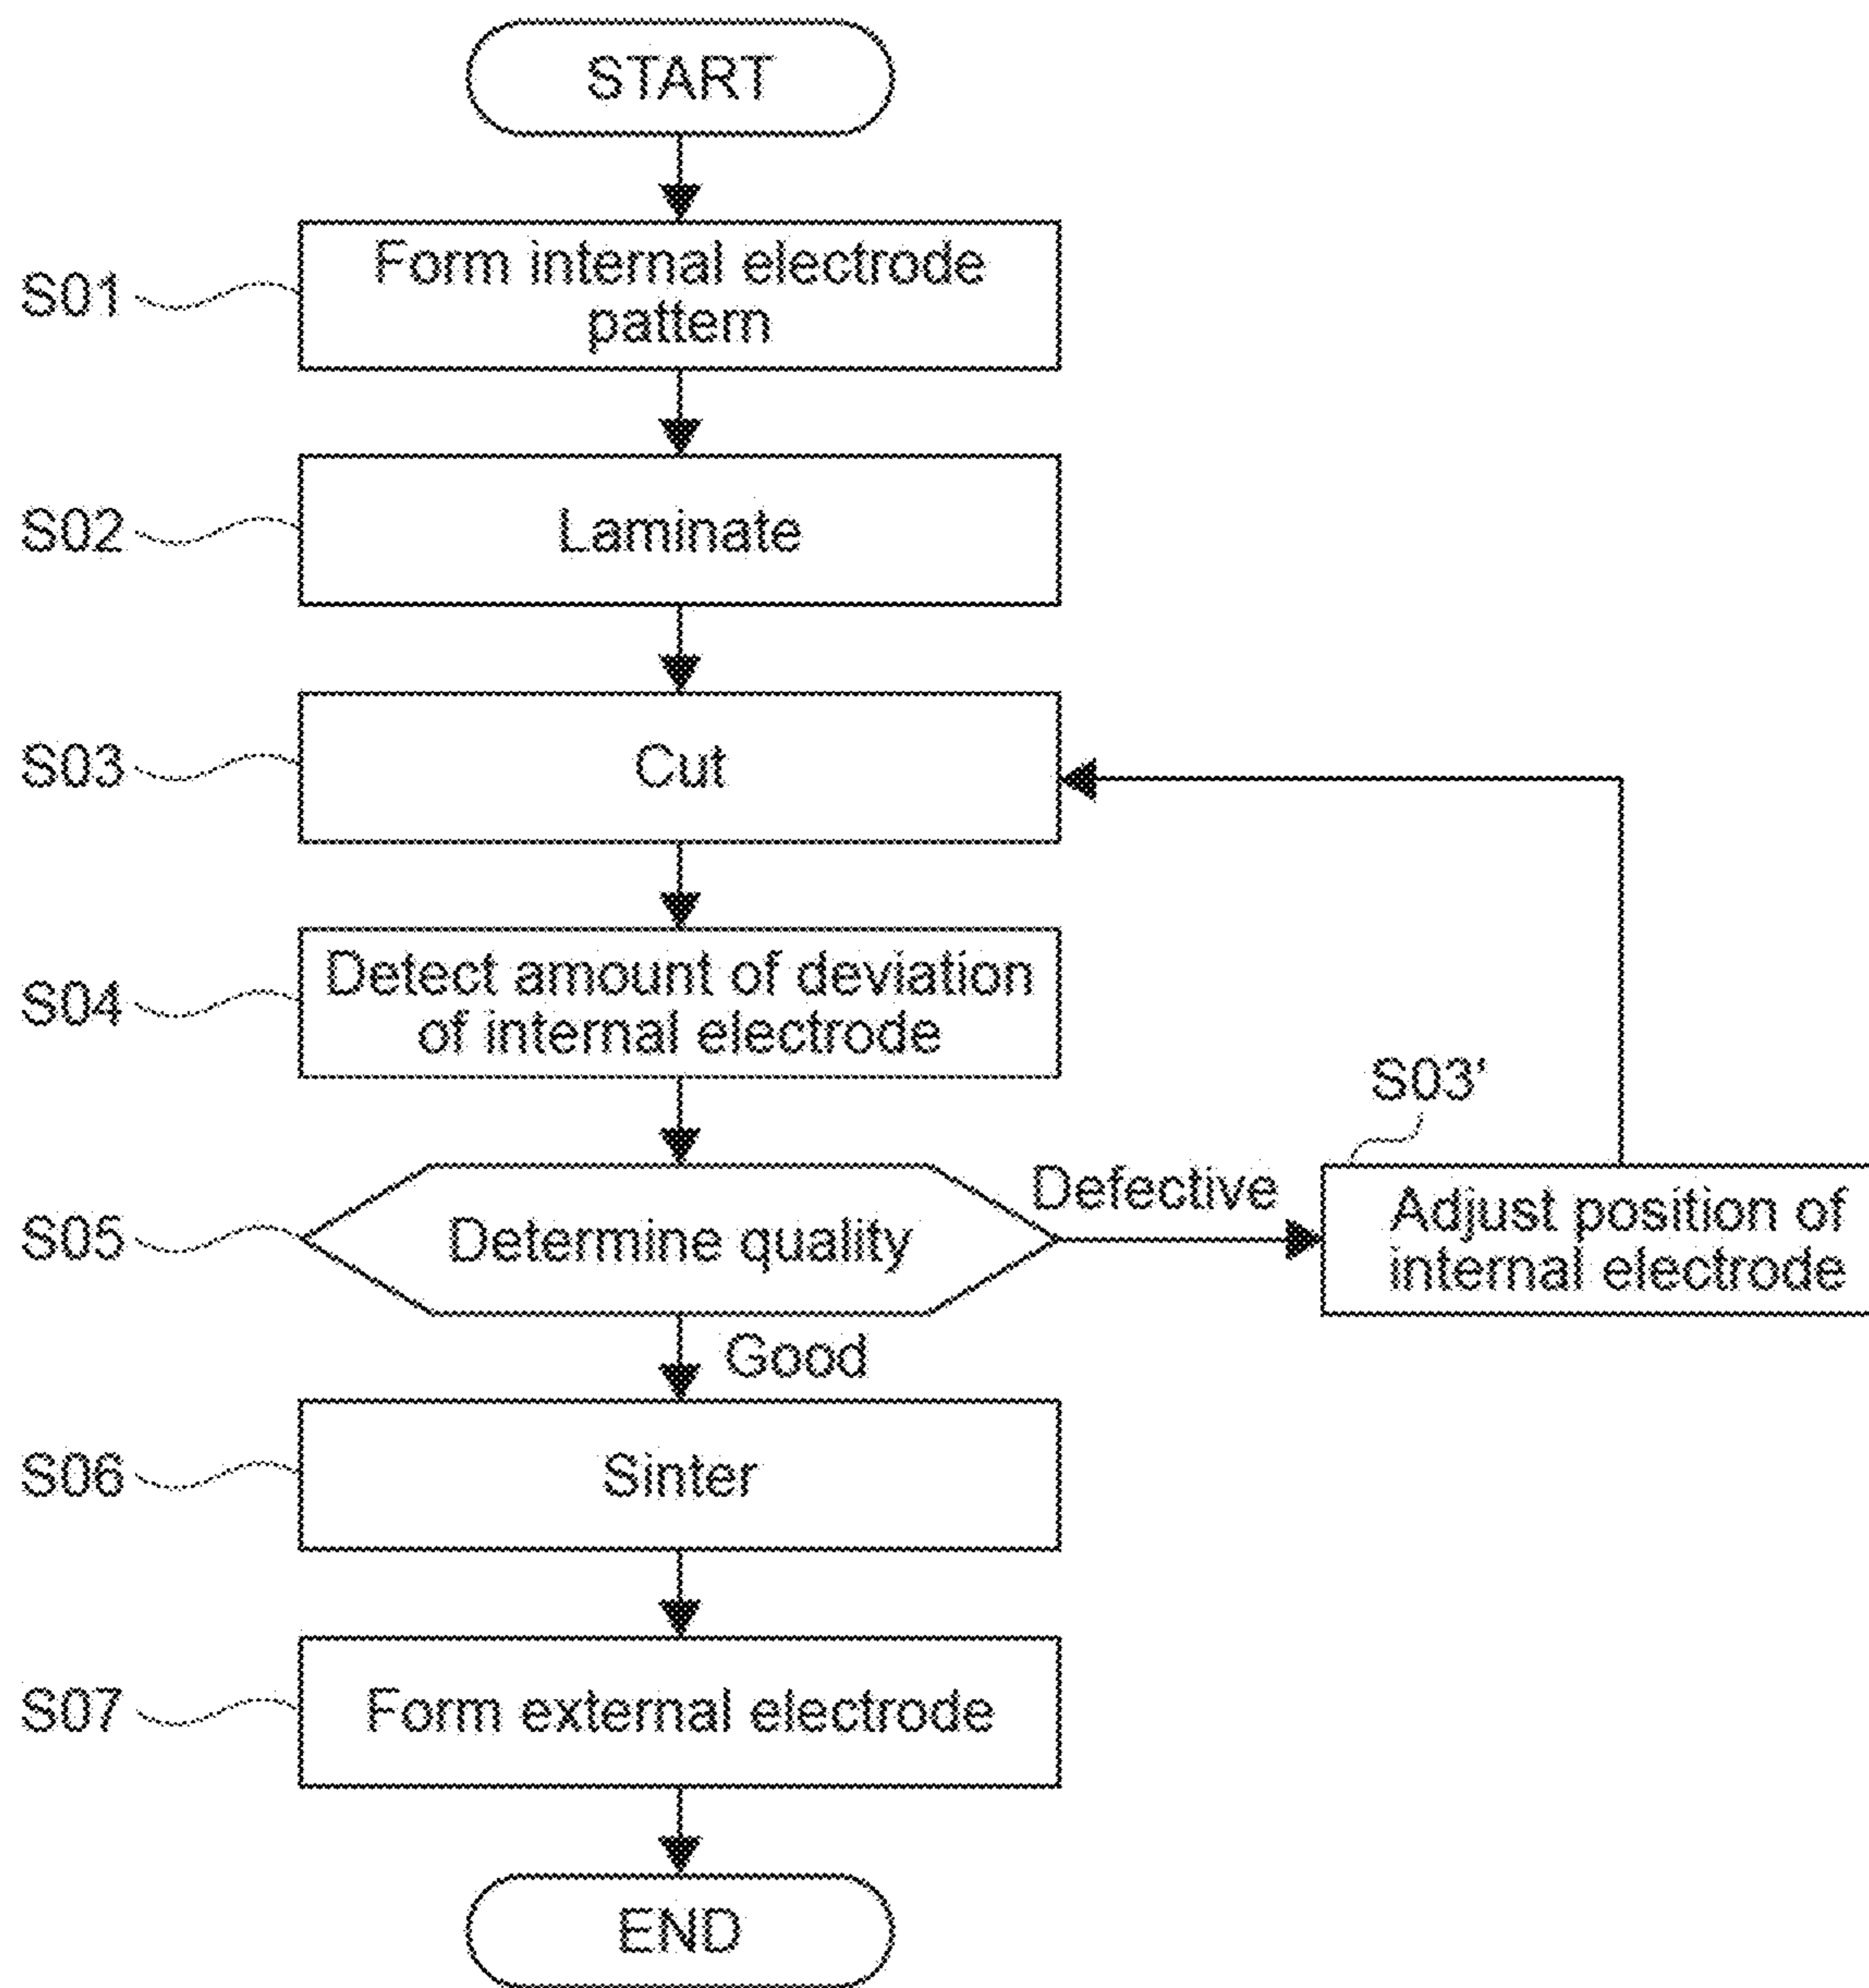 START
S01
Form internal electrode
pattern
S02
Laminate
S03
Cut
S04
Detect amount of deviation
of internal electrode
S03'
S05
Determine quality
Defective
Adjust position of
internal electrode
Good
S06
Sinter
S07
Form external electrode
END